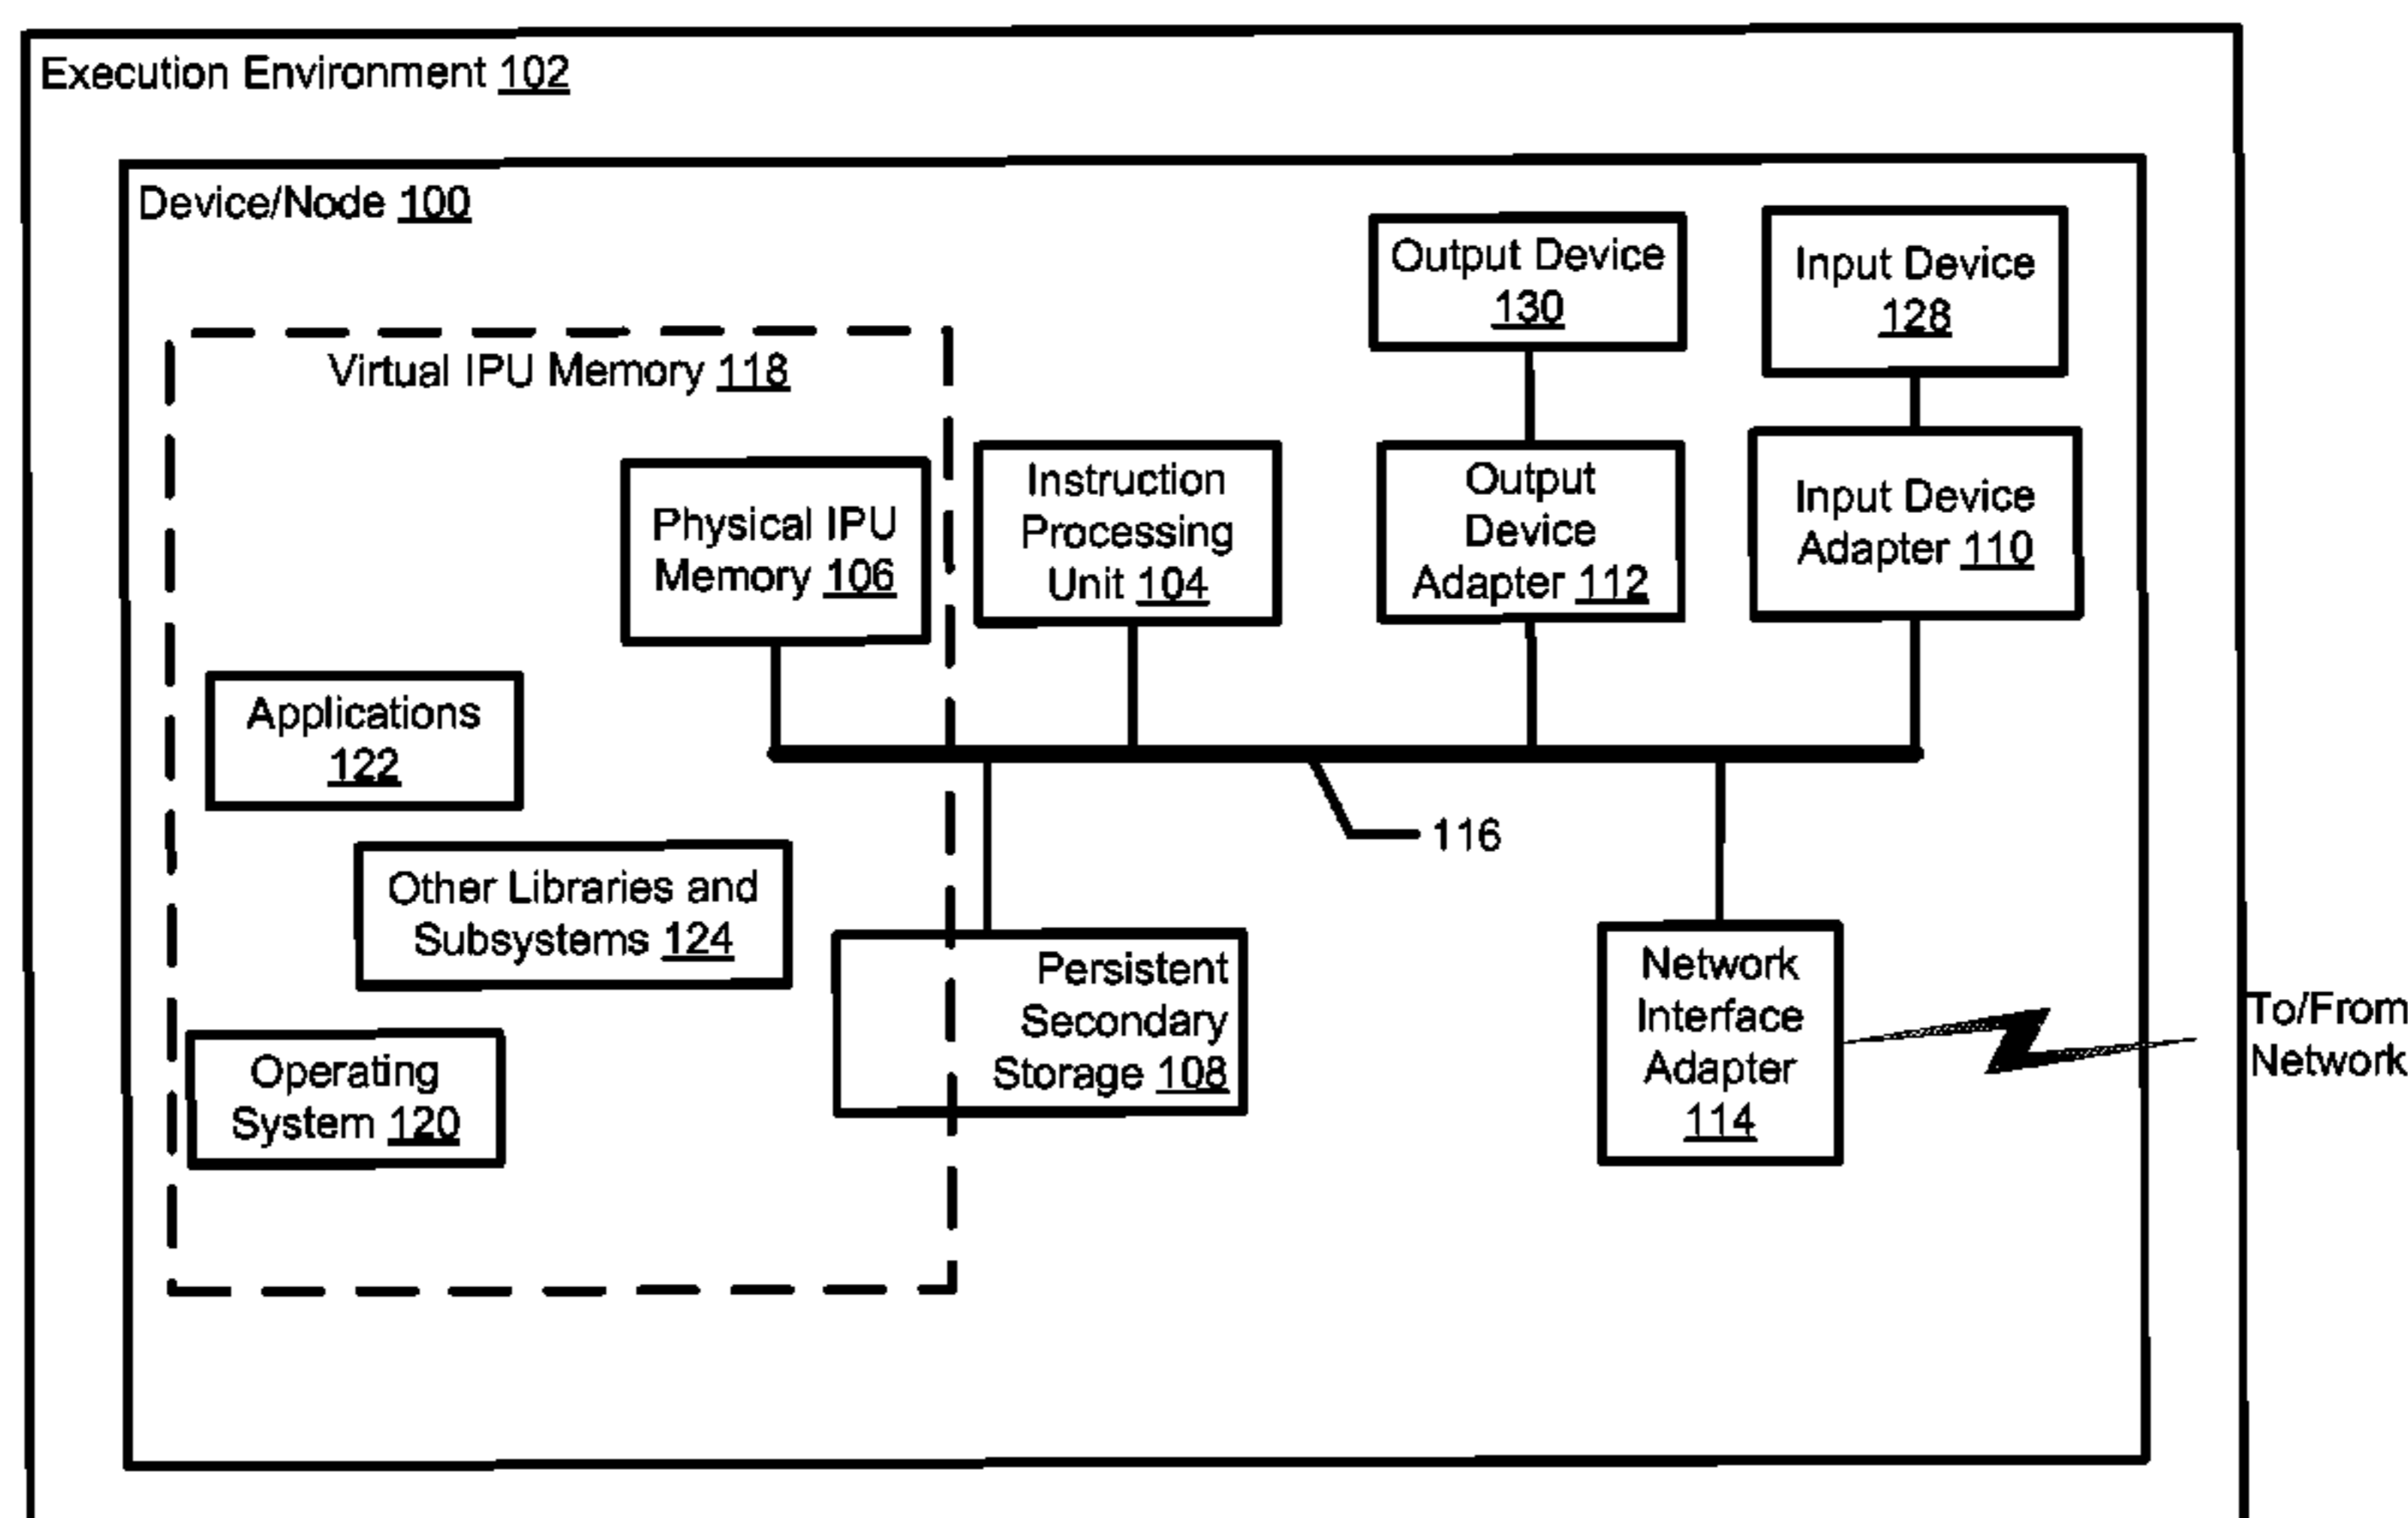 Execution Environment 102
Device/Node 100
Output Device
130
Input Device
128
Virtual IPU Memory 118
Physical IPU
Memory 106
Instruction
Processing
Unit 104
Output
Device
Adapter 112
Input Device
Adapter 110
Applications
122
116
Other Libraries and
Subsystems 124
Persistent
Secondary
Storage 108
Network
Interface
Adapter
114
To/From
Network
Operating
System 120